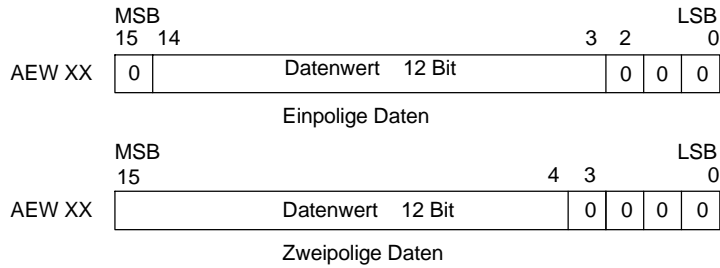 MSB LSB
15 14 3 2 0
AEW XX 0 Datenwert 12 Bit 0 0 0
Einpolige Daten
MSB LSB
15 4 3 0
AEW XX Datenwert 12 Bit 0 0 0 0
Zweipolige Daten